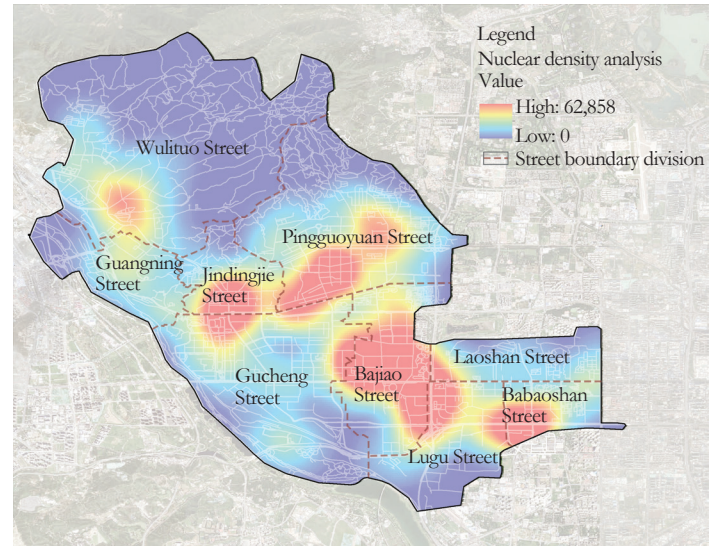 Legend
Nuclear density analysis
Value
High: 62,858
Low: 0
Street boundary division
Wulituo Street
Pingguoyuan Street
Guangning
Street
Jindingjie
Street
Gucheng
Street
Bajiao
Street
Laoshan Street
Babaoshan
Street
Lugu Street